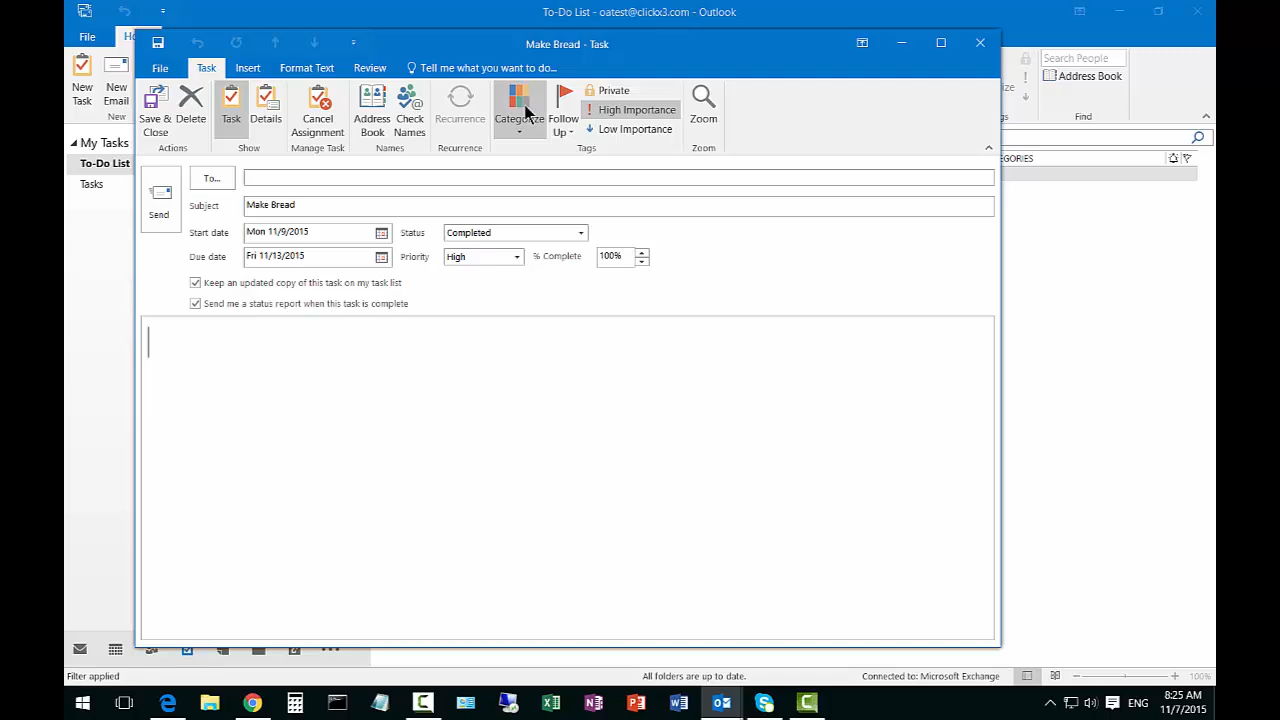 To-Do List - oatest@clickx3.com - Outlook
File
New Task
New Email
New
Search People
Address Book
Find
My Tasks
To-Do List
Tasks
Make Bread - Task
File Task Insert Format Text Review Tell me what you want to do...
Save & Close
Delete
Actions
Task
Details
Show
Cancel Assignment
Manage Task
Address Book
Check Names
Names
Recurrence
Recurrence
Categorize
Follow Up
Private
High Importance
Low Importance
Tags
Zoom
Zoom
Send
To...
Subject Make Bread
Start date Mon 11/9/2015 Status Completed
Due date Fri 11/13/2015 Priority High % Complete 100%
Keep an updated copy of this task on my task list
Send me a status report when this task is complete
Filter applied All folders are up to date. Connected to: Microsoft Exchange 100%
ENG
8:25 AM
11/7/2015